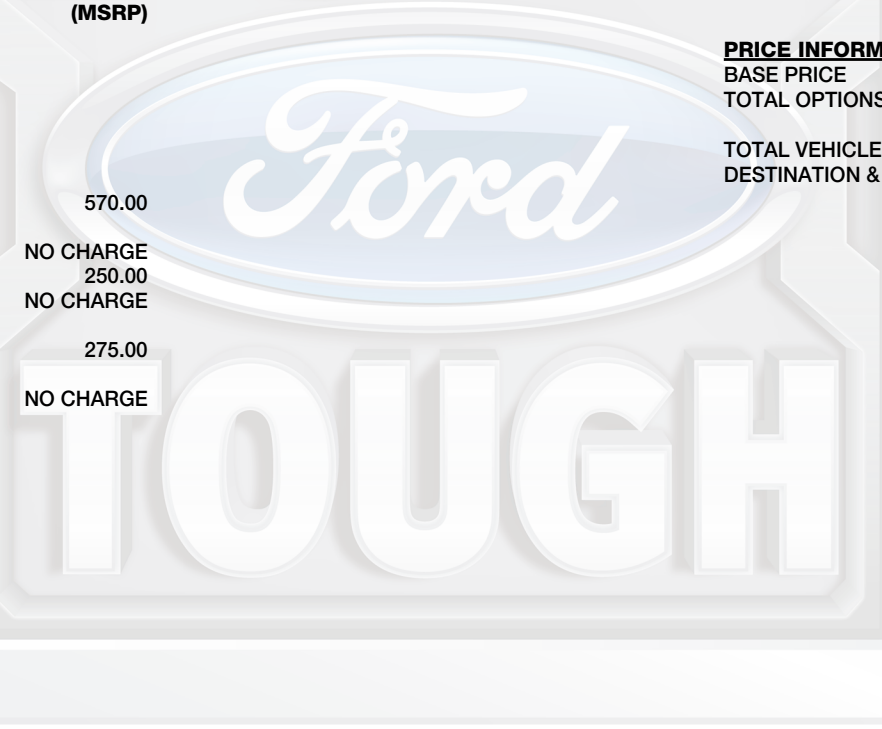 (MSRP)
570.00
NO CHARGE
250.00
NO CHARGE
275.00
NO CHARGE
PRICE INFORM
BASE PRICE
TOTAL OPTIONS
TOTAL VEHICLE
DESTINATION &
Ford
TOUGH